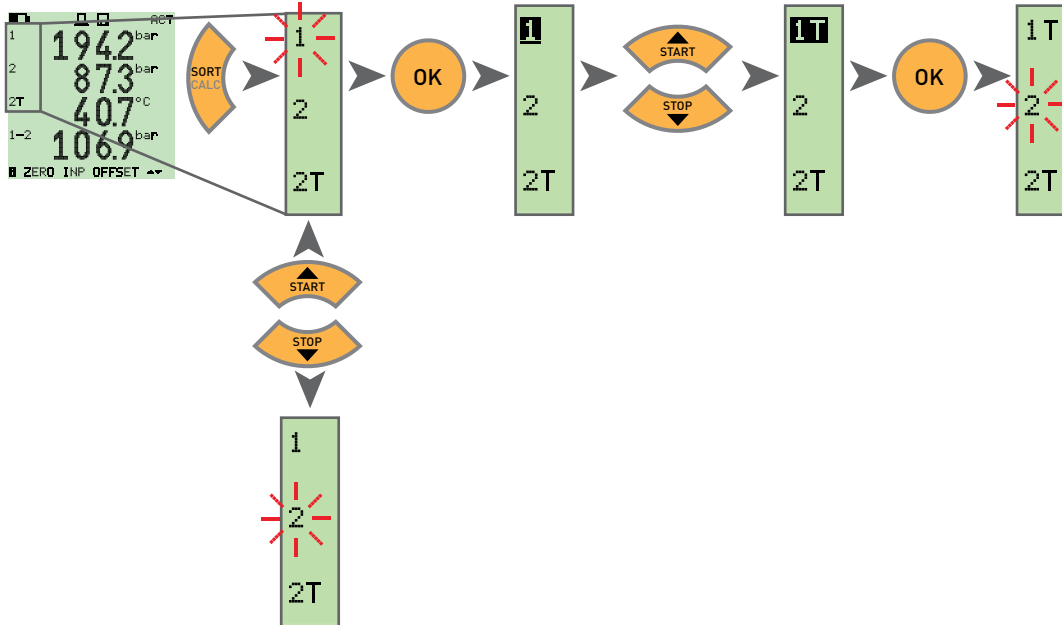 ACT
1 194.2 bar
2 87.3 bar
2T 40.7 °C
1-2 106.9 bar
ZERO INP OFFSET
SORT
CALC
1
2
2T
OK
1
2
2T
START
STOP
1T
2
2T
OK
1T
2
2T
START
STOP
1
2
2T